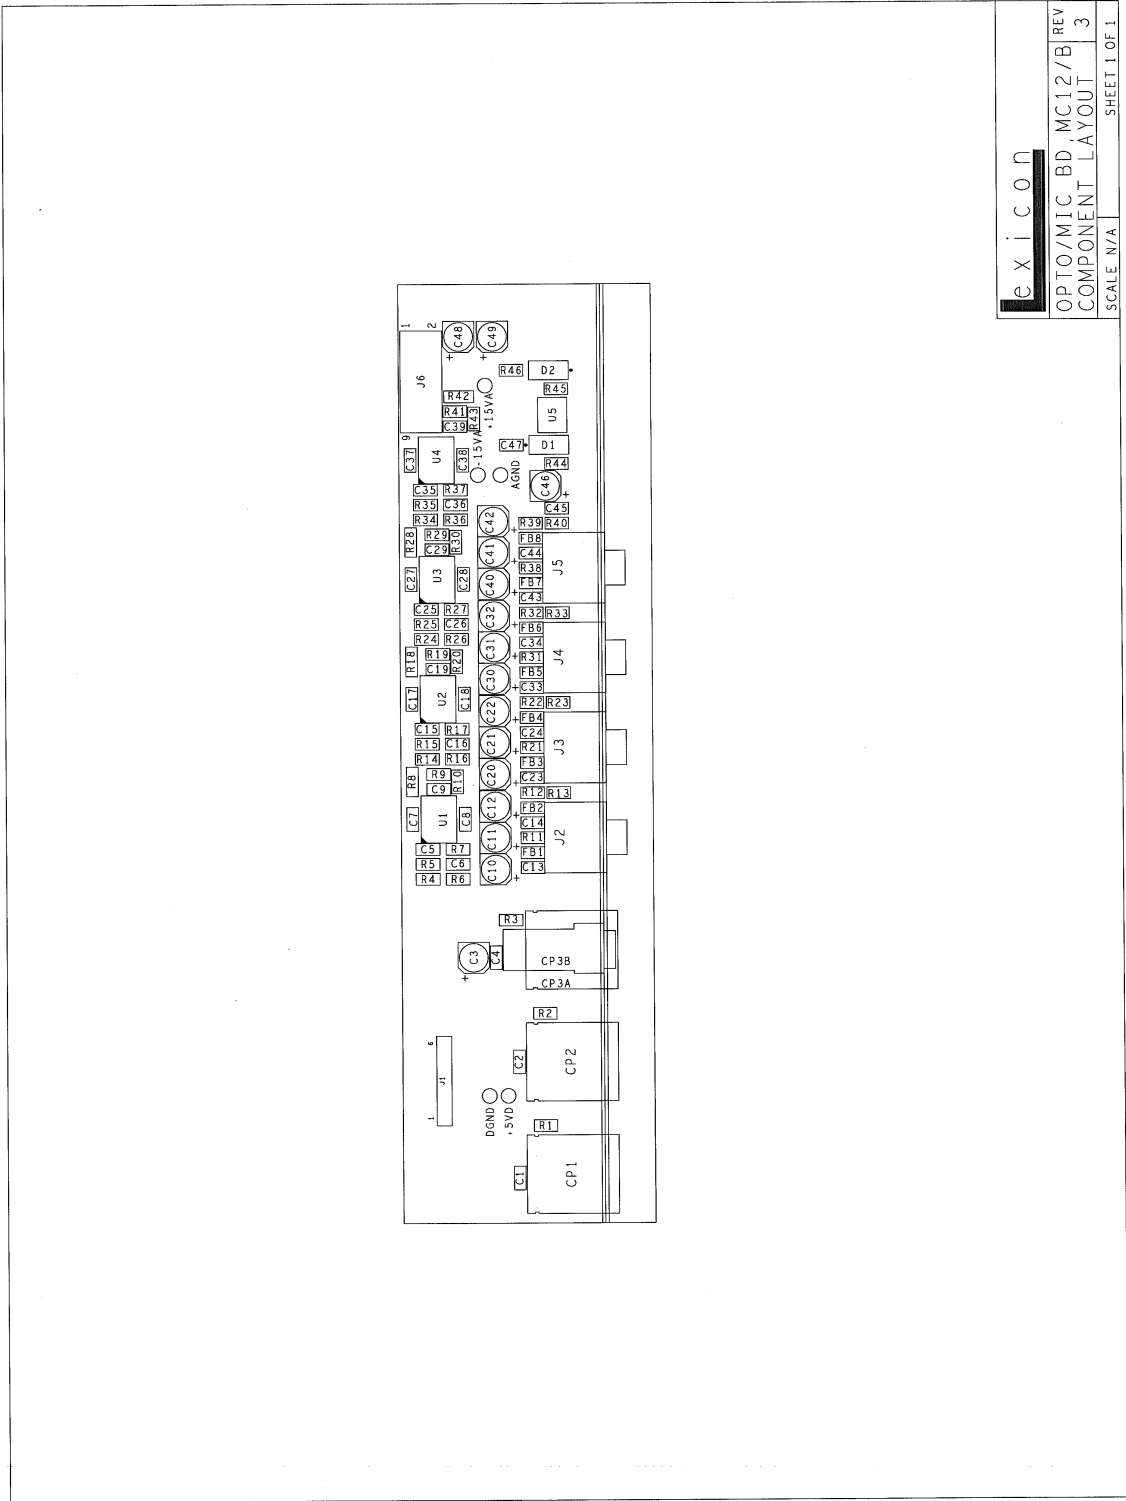 lexicon
OPTO/MIC BD,MC12/B
COMPONENT LAYOUT
REV
3
SCALE N/A
SHEET 1 OF 1
1
2
J6
9
C48
+
C49
+
R46
D2
R45
R42
R41
C39
R43
+15VA
U5
C47
D1
-15VA
AGND
R44
C46
+
C45
C37
U4
C38
C35 R37
R35 C36
R34 R36
R28
R29
C29
R30
C27
U3
C28
C25 R27
R25 C26
R24 R26
R18
R19
C19
R20
C17
U2
C18
C15 R17
R15 C16
R14 R16
R8
R9
C9
R10
C7
U1
C8
C5 R7
R5 C6
R4 R6
C42
+
C41
+
C40
+
C32
+
C31
+
C30
+
C22
+
C21
+
C20
+
C12
+
C11
+
C10
+
R39 R40
FB8
C44
R38
FB7
C43
J5
R32 R33
FB6
C34
R31
FB5
C33
J4
R22 R23
FB4
C24
R21
FB3
C23
J3
R12 R13
FB2
C14
R11
FB1
C13
J2
R3
C3
+
C4
CP3B
CP3A
R2
C2
CP2
6
J1
1
DGND
+5VD
R1
C1
CP1